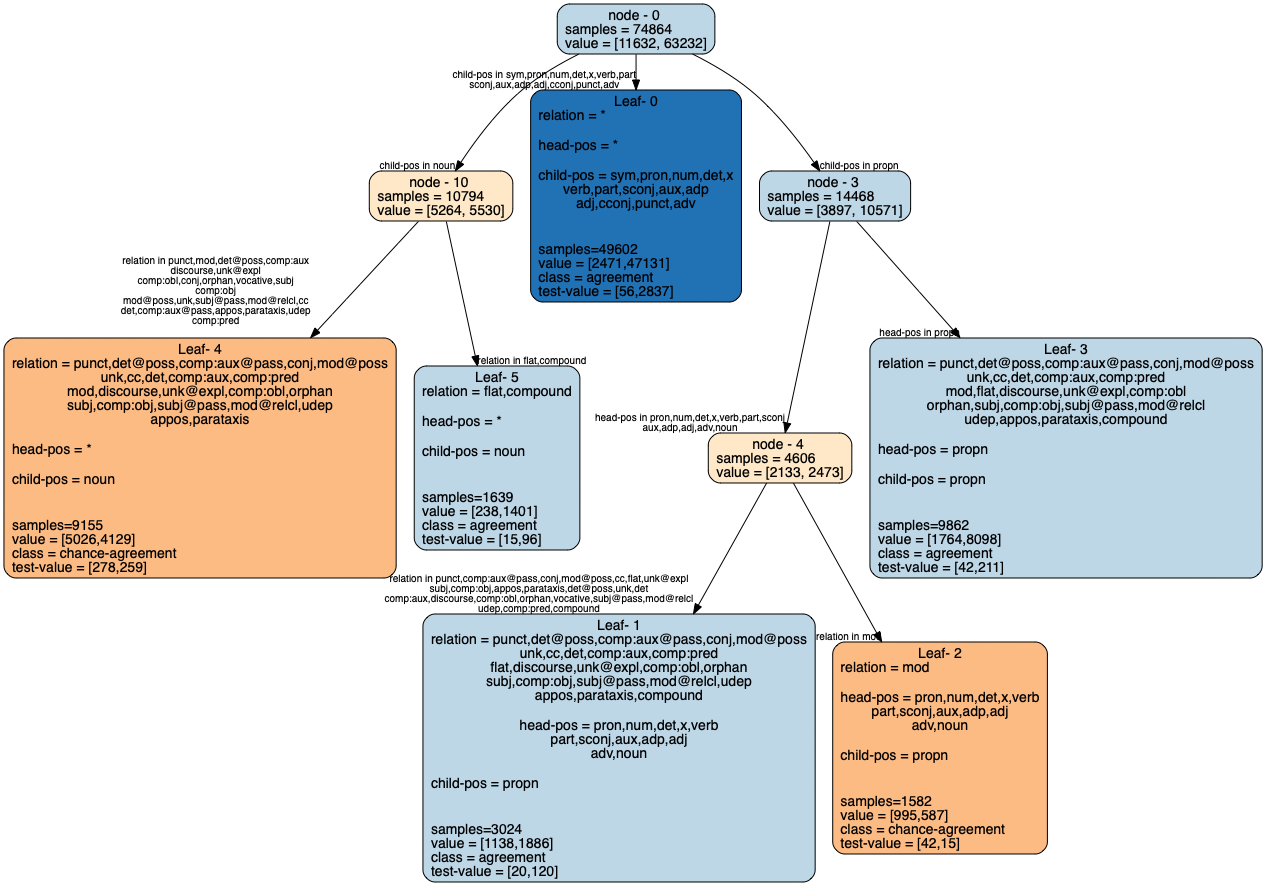 node - 0
samples = 74864
value = [11632, 63232]
child-pos in sym,pron,num,det,x,verb,part
sconj,aux,adp,adj,cconj,punct,adv
Leaf- 0
relation = *
head-pos = *
child-pos = sym,pron,num,det,x
verb,part,sconj,aux,adp
adj,cconj,punct,adv
samples=49602
value = [2471,47131]
class = agreement
test-value = [56,2837]
child-pos in noun
node - 10
samples = 10794
value = [5264, 5530]
child-pos in propn
node - 3
samples = 14468
value = [3897, 10571]
relation in punct,mod,det@poss,comp:aux
discourse,unk@expl
comp:obl,conj,orphan,vocative,subj
comp:obj
mod@poss,unk,subj@pass,mod@relcl,cc
det,comp:aux@pass,appos,parataxis,udep
comp:pred
Leaf- 4
relation = punct,det@poss,comp:aux@pass,conj,mod@poss
unk,cc,det,comp:aux,comp:pred
mod,discourse,unk@expl,comp:obl,orphan
subj,comp:obj,subj@pass,mod@relcl,udep
appos,parataxis
head-pos = *
child-pos = noun
samples=9155
value = [5026,4129]
class = chance-agreement
test-value = [278,259]
relation in flat,compound
Leaf- 5
relation = flat,compound
head-pos = *
child-pos = noun
samples=1639
value = [238,1401]
class = agreement
test-value = [15,96]
head-pos in pron,num,det,x,verb,part,sconj
aux,adp,adj,adv,noun
node - 4
samples = 4606
value = [2133, 2473]
head-pos in propn
Leaf- 3
relation = punct,det@poss,comp:aux@pass,conj,mod@poss
unk,cc,det,comp:aux,comp:pred
mod,flat,discourse,unk@expl,comp:obl
orphan,subj,comp:obj,subj@pass,mod@relcl
udep,appos,parataxis,compound
head-pos = propn
child-pos = propn
samples=9862
value = [1764,8098]
class = agreement
test-value = [42,211]
relation in punct,comp:aux@pass,conj,mod@poss,cc,flat,unk@expl
subj,comp:obj,appos,parataxis,det@poss,unk,det
comp:aux,discourse,comp:obl,orphan,vocative,subj@pass,mod@relcl
udep,comp:pred,compound
Leaf- 1
relation = punct,det@poss,comp:aux@pass,conj,mod@poss
unk,cc,det,comp:aux,comp:pred
flat,discourse,unk@expl,comp:obl,orphan
subj,comp:obj,subj@pass,mod@relcl,udep
appos,parataxis,compound
head-pos = pron,num,det,x,verb
part,sconj,aux,adp,adj
adv,noun
child-pos = propn
samples=3024
value = [1138,1886]
class = agreement
test-value = [20,120]
relation in mod
Leaf- 2
relation = mod
head-pos = pron,num,det,x,verb
part,sconj,aux,adp,adj
adv,noun
child-pos = propn
samples=1582
value = [995,587]
class = chance-agreement
test-value = [42,15]